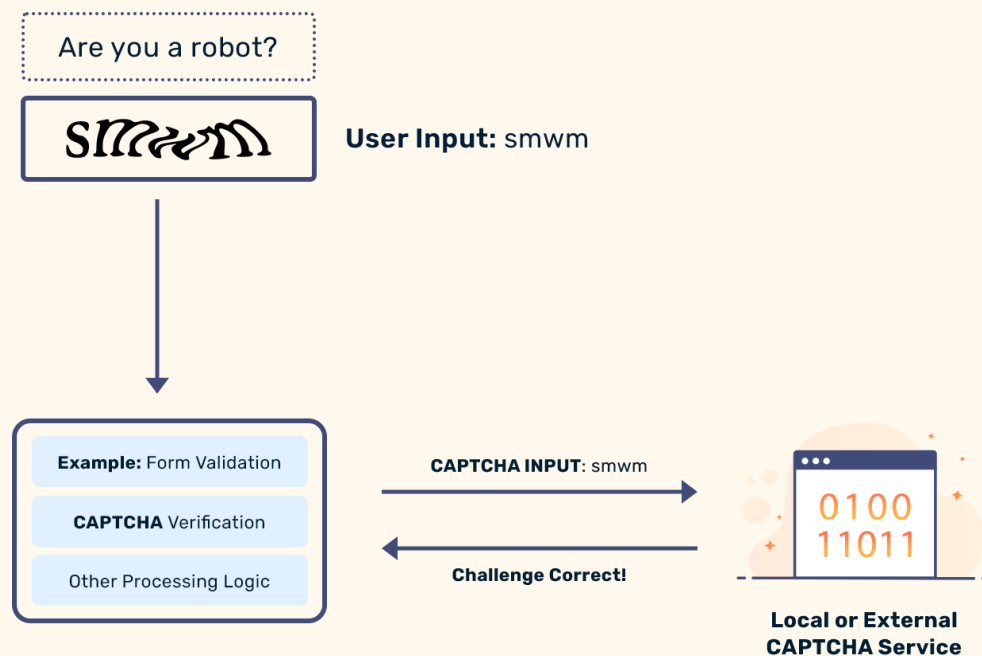 Are you a robot?
smwm
User Input: smwm
Example: Form Validation
CAPTCHA Verification
Other Processing Logic
CAPTCHA INPUT: smwm
Challenge Correct!
0100
11011
Local or External
CAPTCHA Service